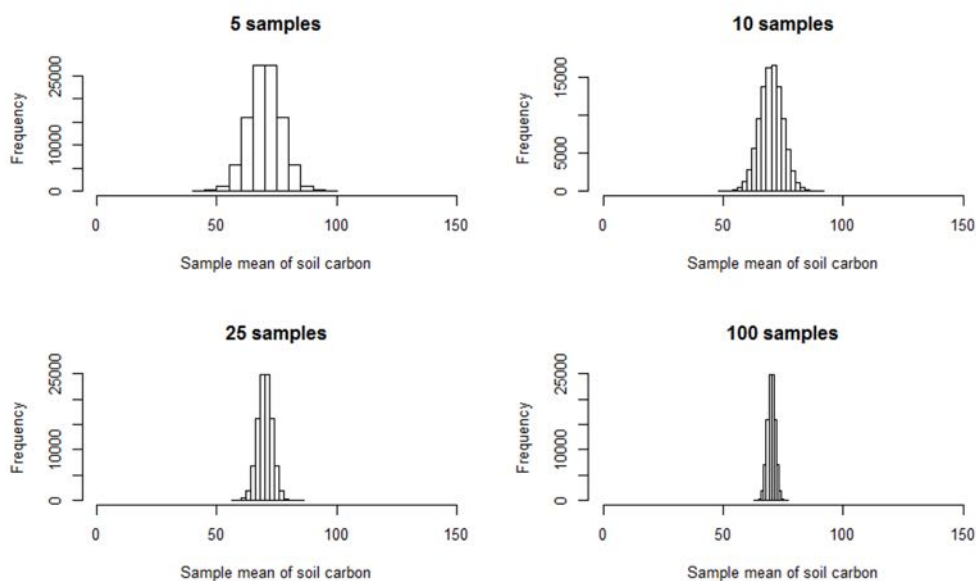 5 samples
Frequency
0 10000 25000
0 50 100 150
Sample mean of soil carbon
10 samples
Frequency
0 5000 15000
0 50 100 150
Sample mean of soil carbon
25 samples
Frequency
0 10000 25000
0 50 100 150
Sample mean of soil carbon
100 samples
Frequency
0 10000 25000
0 50 100 150
Sample mean of soil carbon